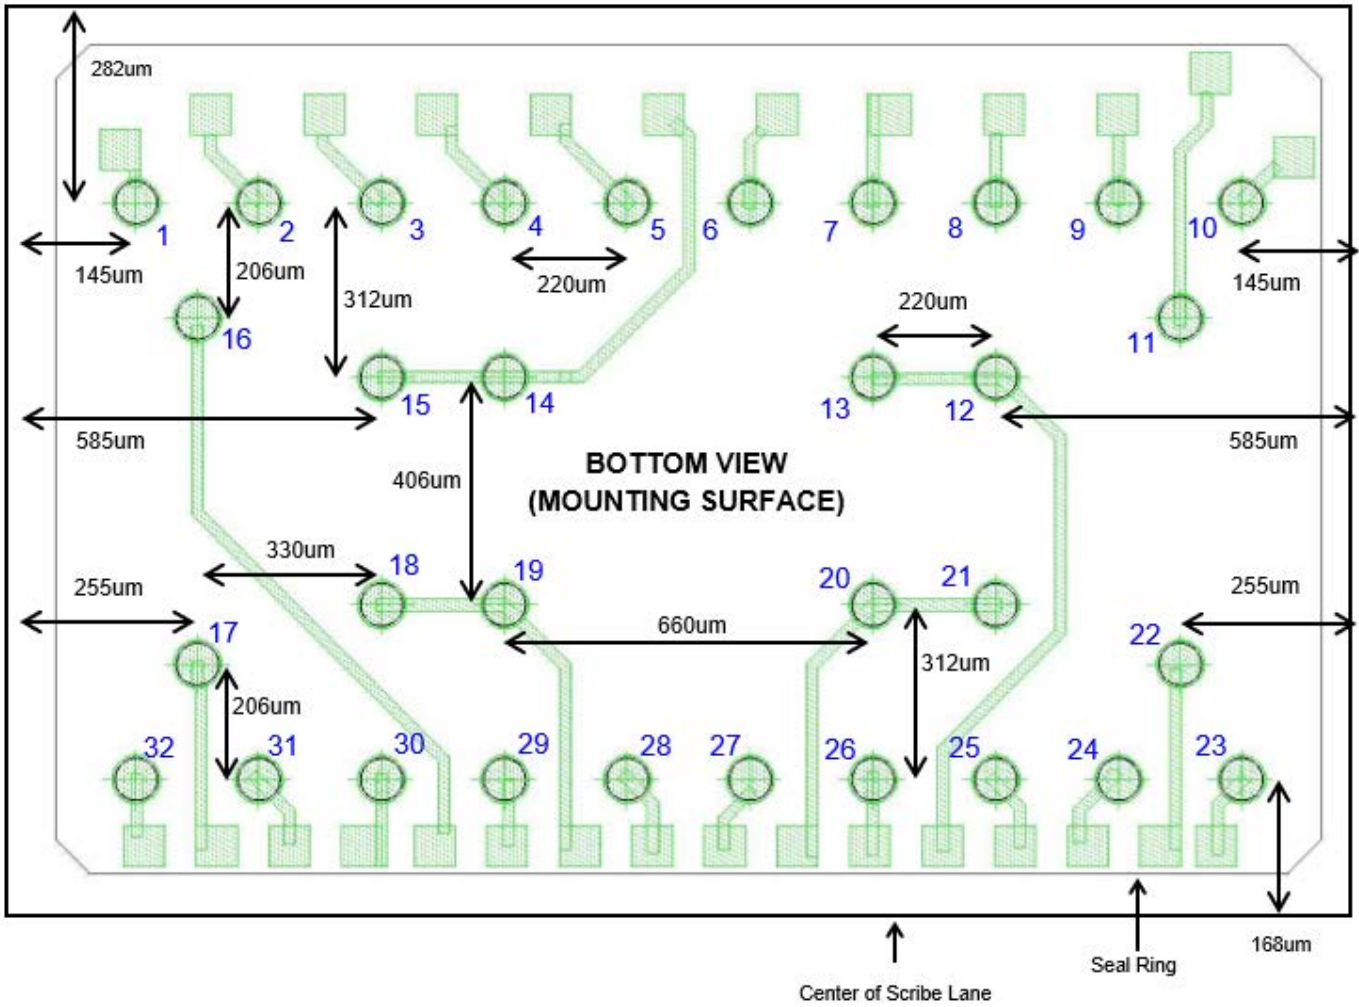 282um
1
2
3
4
5
6
7
8
9
10
145um
206um
312um
220um
220um
145um
16
11
15
14
13
12
585um
585um
406um
BOTTOM VIEW
(MOUNTING SURFACE)
330um
18
19
20
21
255um
255um
660um
17
22
312um
206um
32
31
30
29
28
27
26
25
24
23
168um
Seal Ring
Center of Scribe Lane